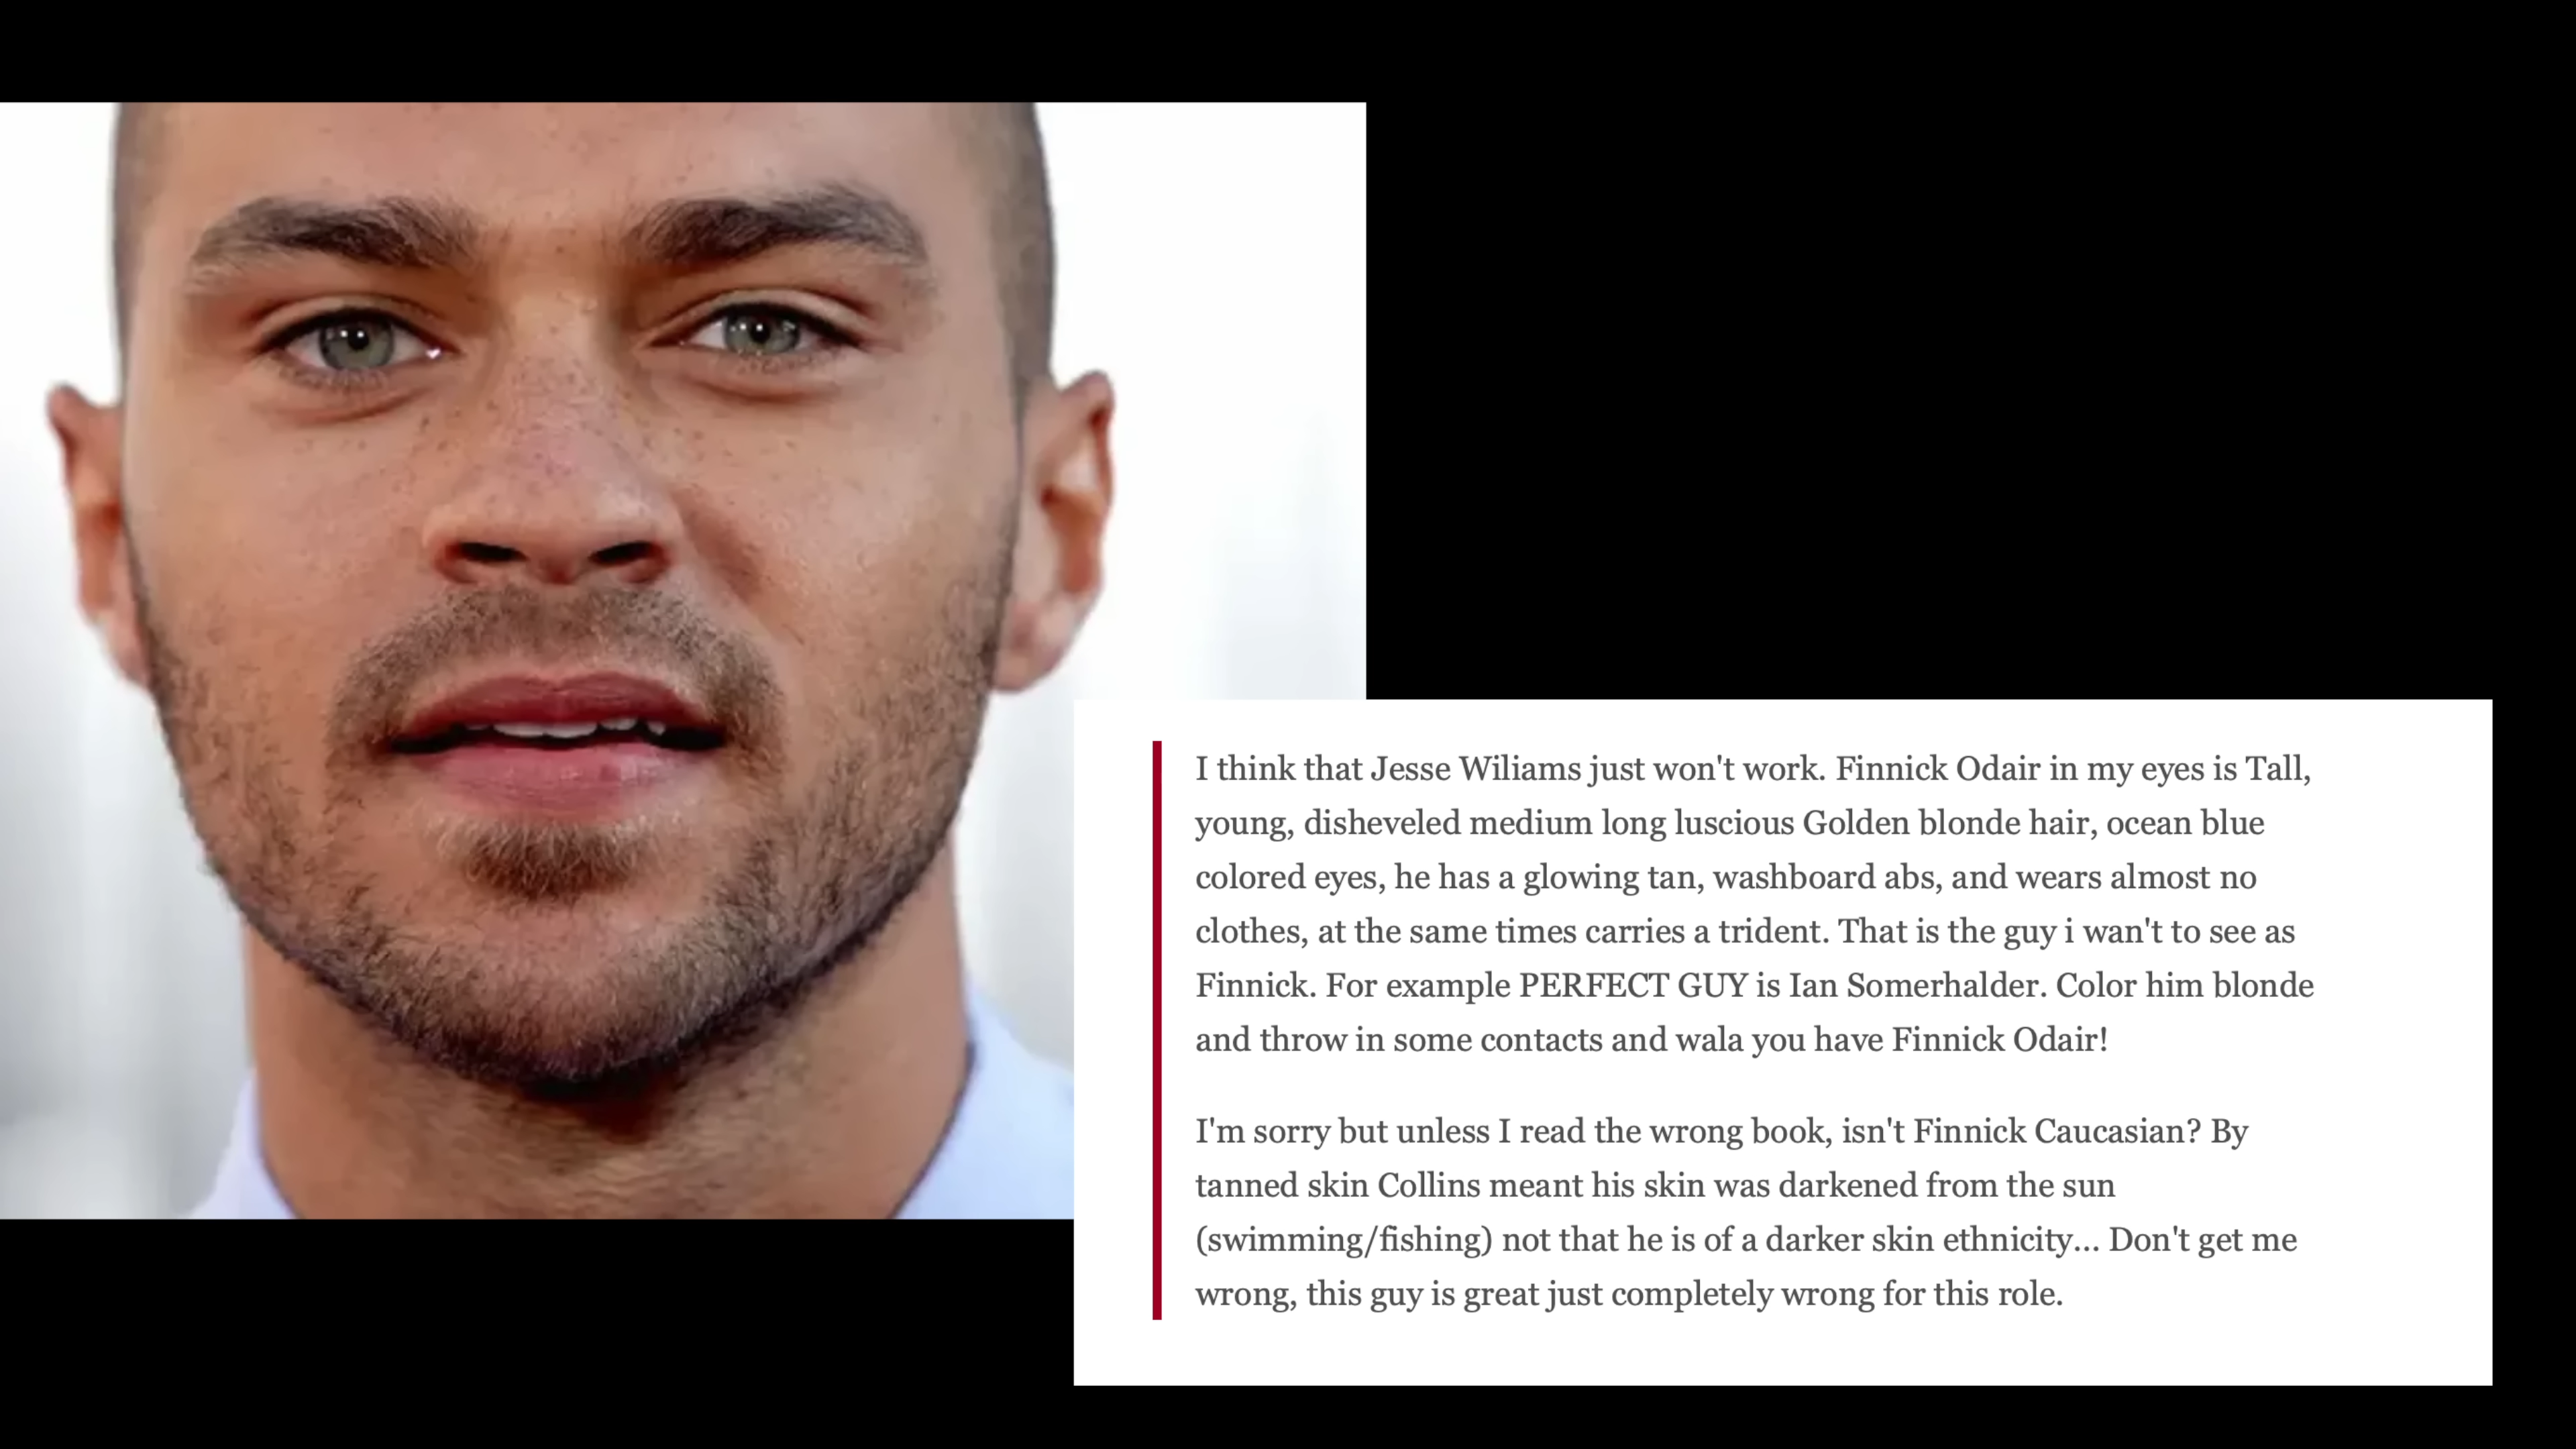 I think that Jesse Wiliams just won't work. Finnick Odair in my eyes is Tall,
young, disheveled medium long luscious Golden blonde hair, ocean blue
colored eyes, he has a glowing tan, washboard abs, and wears almost no
clothes, at the same times carries a trident. That is the guy i wan't to see as
Finnick. For example PERFECT GUY is Ian Somerhalder. Color him blonde
and throw in some contacts and wala you have Finnick Odair!
I'm sorry but unless I read the wrong book, isn't Finnick Caucasian? By
tanned skin Collins meant his skin was darkened from the sun
(swimming/fishing) not that he is of a darker skin ethnicity... Don't get me
wrong, this guy is great just completely wrong for this role.